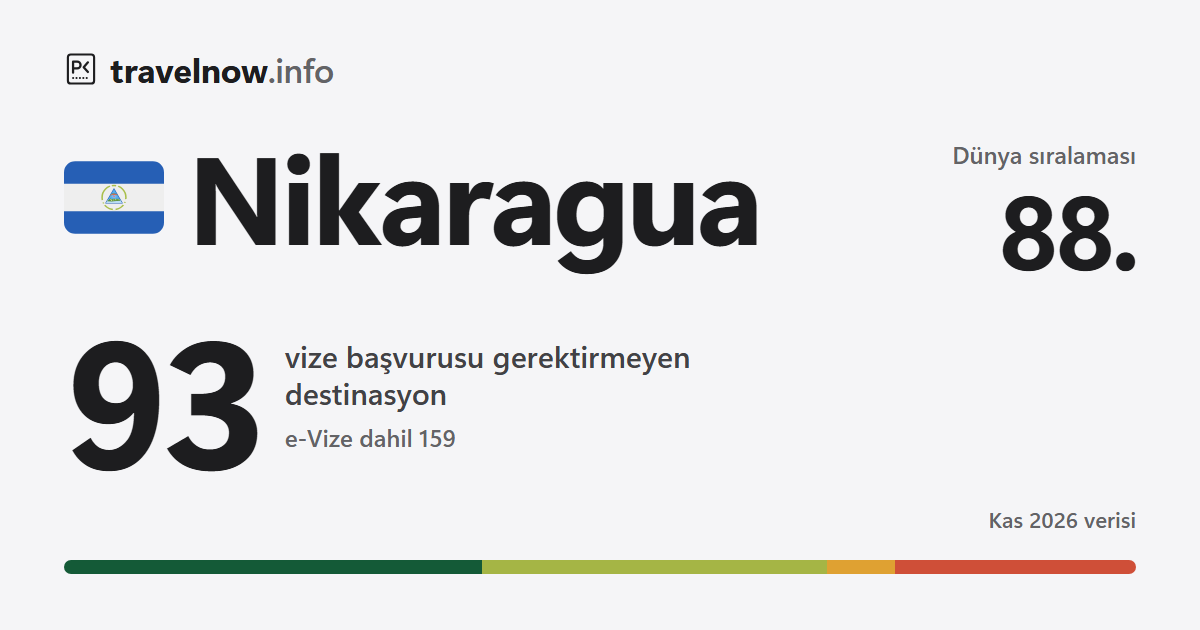 travelnow.info
Nikaragua
Dünya sıralaması
88.
93
vize başvurusu gerektirmeyen
destinasyon
e-Vize dahil 159
Kas 2026 verisi